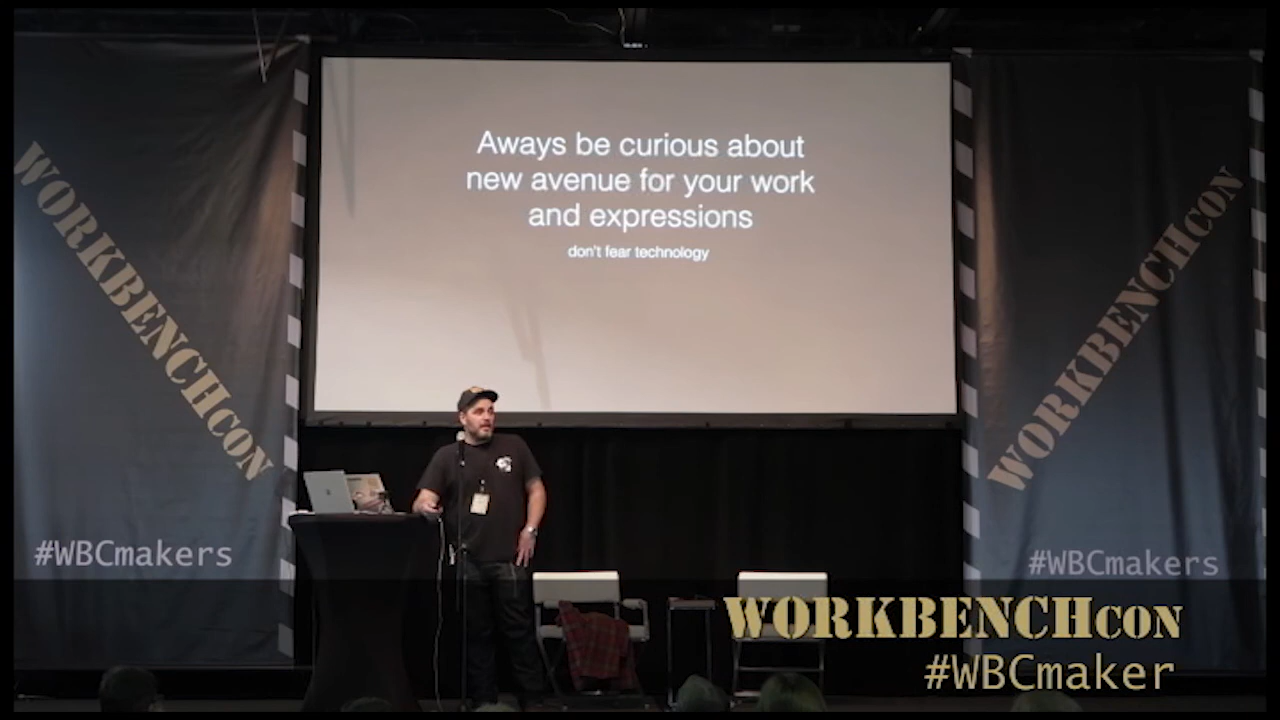 Aways be curious about
new avenue for your work
and expressions
don't fear technology
WORKBENCHCON
WORKBENCHCON
#WBCmakers
#WBCmakers
WORKBENCHCON
#WBCmaker